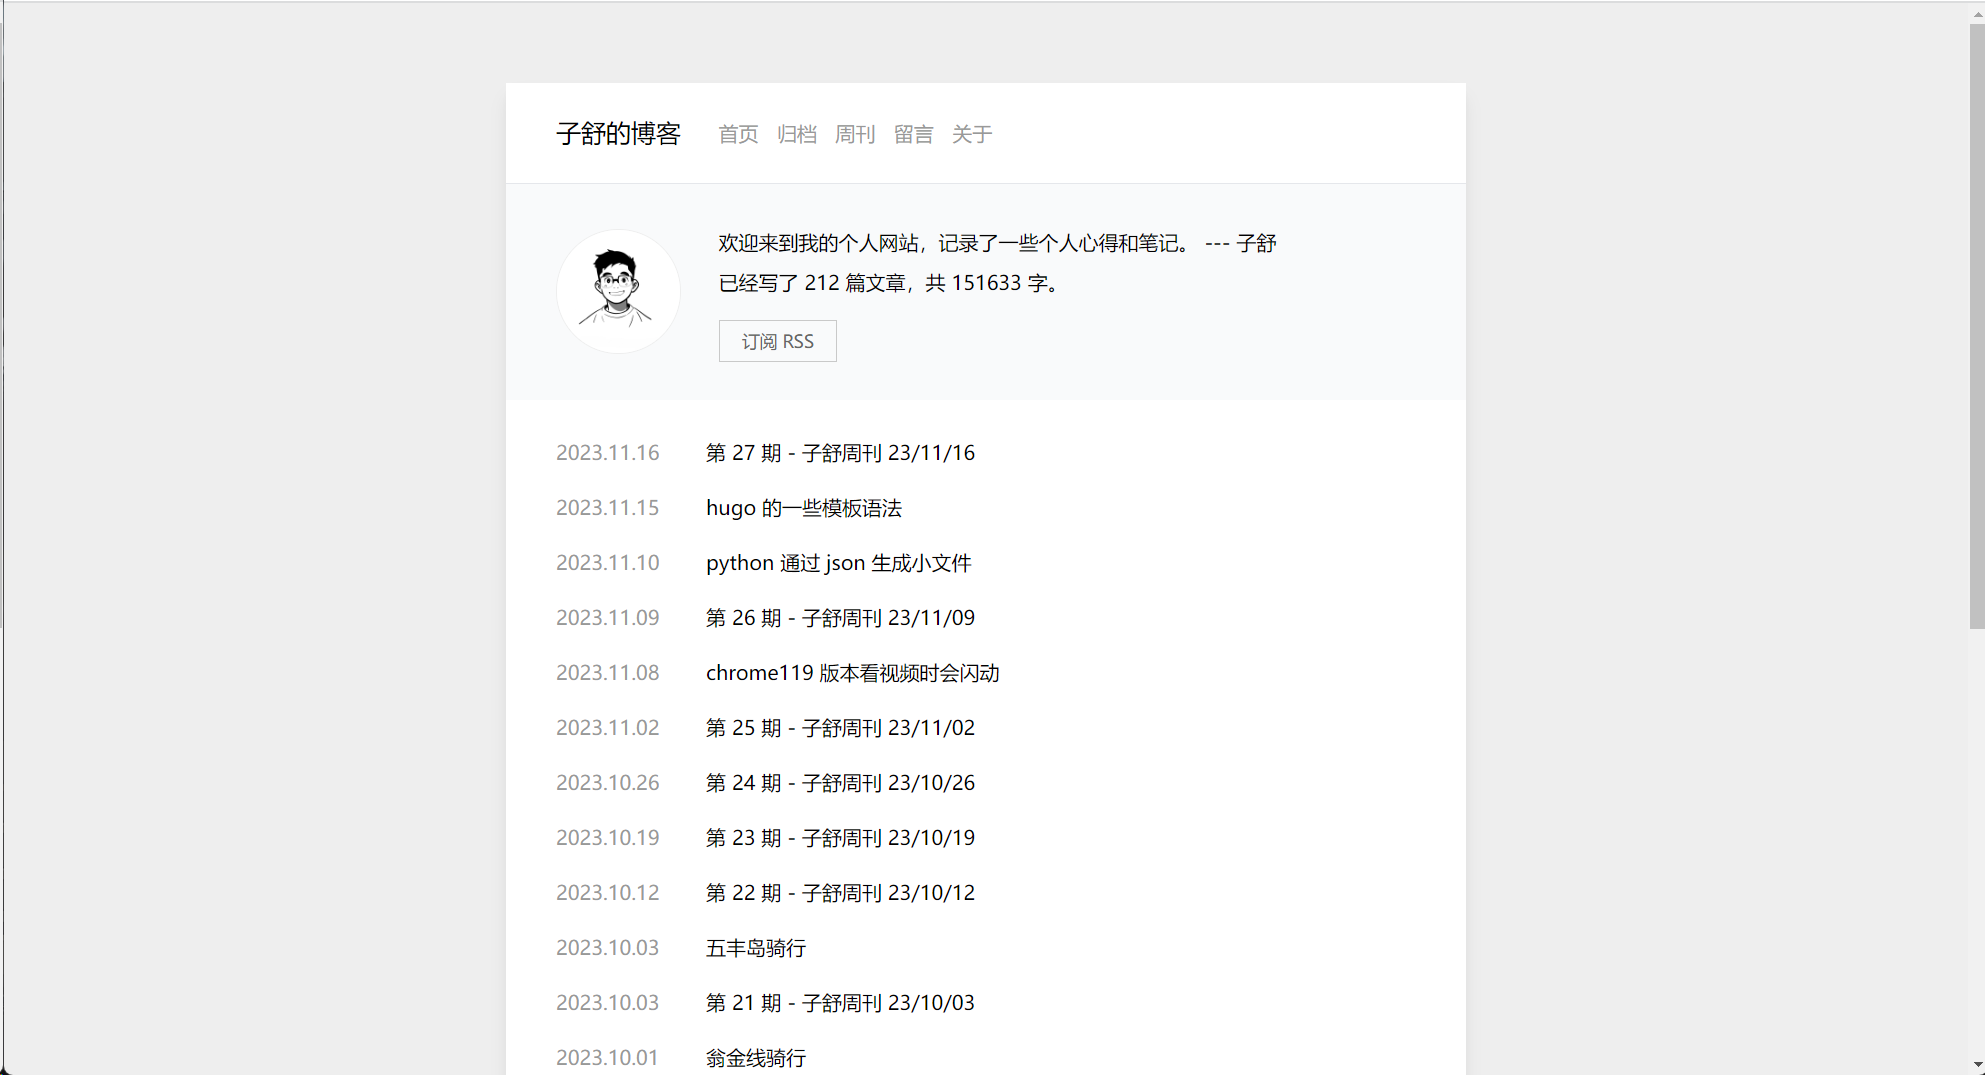 子舒的博客 首页 归档 周刊 留言 关于
欢迎来到我的个人网站，记录了一些个人心得和笔记。 --- 子舒
已经写了 212 篇文章，共 151633 字。
订阅 RSS
2023.11.16 第 27 期 - 子舒周刊 23/11/16
2023.11.15 hugo 的一些模板语法
2023.11.10 python 通过 json 生成小文件
2023.11.09 第 26 期 - 子舒周刊 23/11/09
2023.11.08 chrome119 版本看视频时会闪动
2023.11.02 第 25 期 - 子舒周刊 23/11/02
2023.10.26 第 24 期 - 子舒周刊 23/10/26
2023.10.19 第 23 期 - 子舒周刊 23/10/19
2023.10.12 第 22 期 - 子舒周刊 23/10/12
2023.10.03 五丰岛骑行
2023.10.03 第 21 期 - 子舒周刊 23/10/03
2023.10.01 翁金线骑行